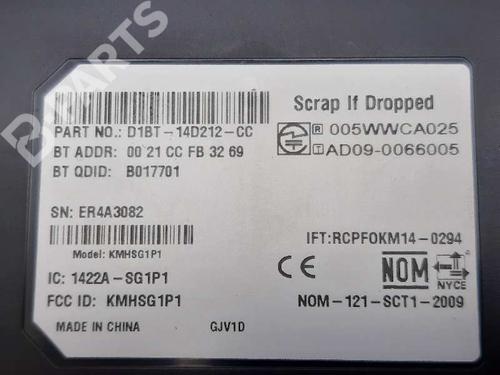 B-PARTS
Scrap If Dropped
PART NO.: D1BT-14D212-CC
R 005WWCA025
BT ADDR: 00 21 CC FB 32 69
T AD09-0066005
BT QDID: B017701
SN: ER4A3082
Model: KMHSG1P1
IFT:RCPFOKM14-0294
IC: 1422A-SG1P1
CE NOM NYCE
FCC ID: KMHSG1P1
NOM-121-SCT1-2009
MADE IN CHINA GJV1D